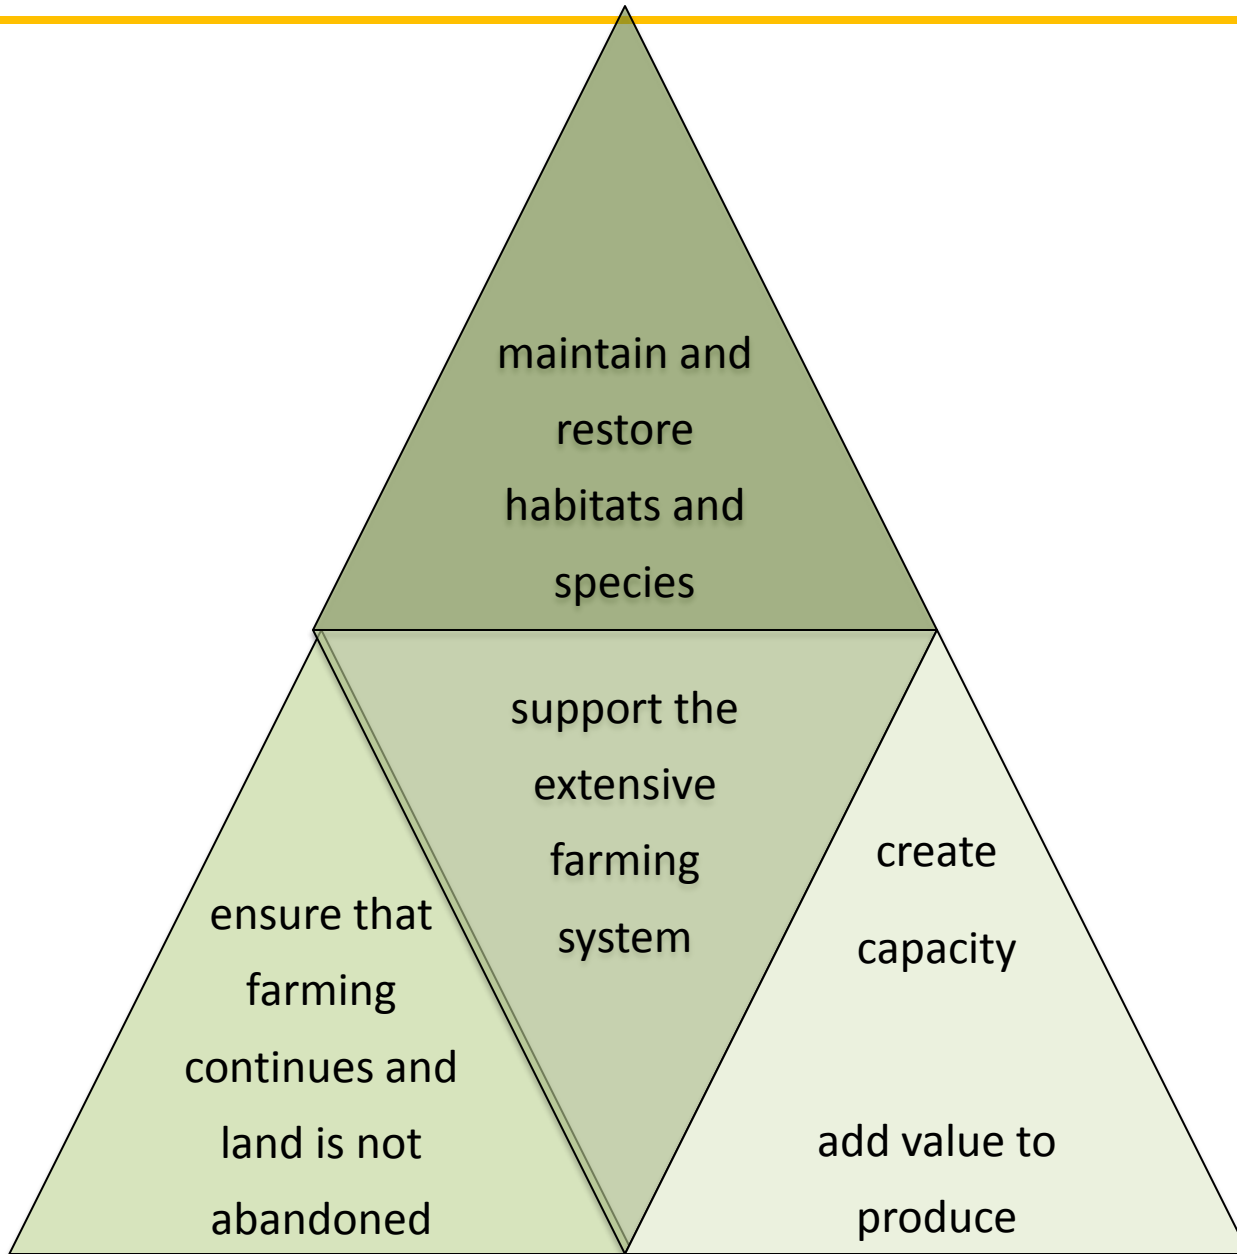 maintain and
restore
habitats and
species
support the
extensive
farming
system
ensure that
farming
continues and
land is not
abandoned
create
capacity
add value to
produce